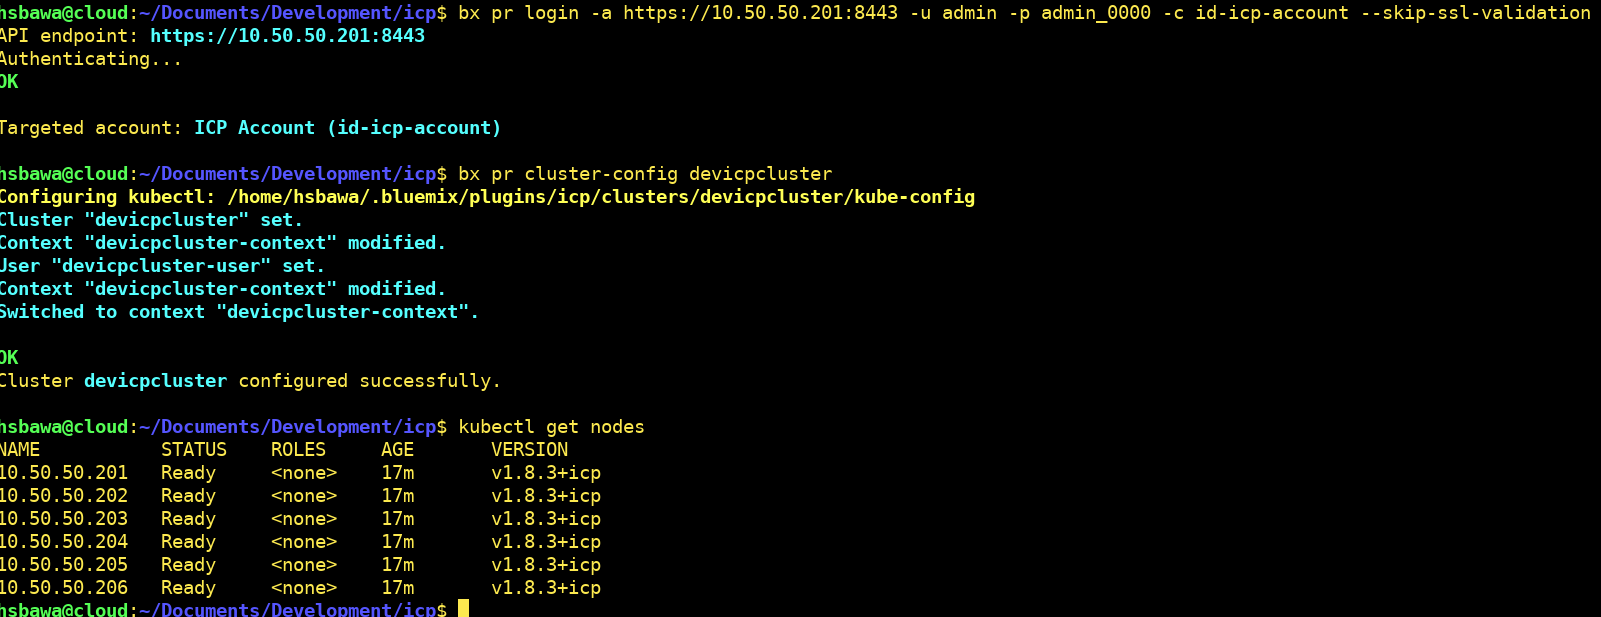 hsbawa@cloud:~/Documents/Development/icp$ bx pr login -a https://10.50.50.201:8443 -u admin -p admin_0000 -c id-icp-account --skip-ssl-validation
API endpoint: https://10.50.50.201:8443
Authenticating...
OK
Targeted account: ICP Account (id-icp-account)
hsbawa@cloud:~/Documents/Development/icp$ bx pr cluster-config devicpcluster
Configuring kubectl: /home/hsbawa/.bluemix/plugins/icp/clusters/devicpcluster/kube-config
Cluster "devicpcluster" set.
Context "devicpcluster-context" modified.
User "devicpcluster-user" set.
Context "devicpcluster-context" modified.
Switched to context "devicpcluster-context".
OK
Cluster devicpcluster configured successfully.
hsbawa@cloud:~/Documents/Development/icp$ kubectl get nodes
NAME           STATUS    ROLES     AGE       VERSION
10.50.50.201   Ready     <none>    17m       v1.8.3+icp
10.50.50.202   Ready     <none>    17m       v1.8.3+icp
10.50.50.203   Ready     <none>    17m       v1.8.3+icp
10.50.50.204   Ready     <none>    17m       v1.8.3+icp
10.50.50.205   Ready     <none>    17m       v1.8.3+icp
10.50.50.206   Ready     <none>    17m       v1.8.3+icp
hsbawa@cloud:~/Documents/Development/icp$